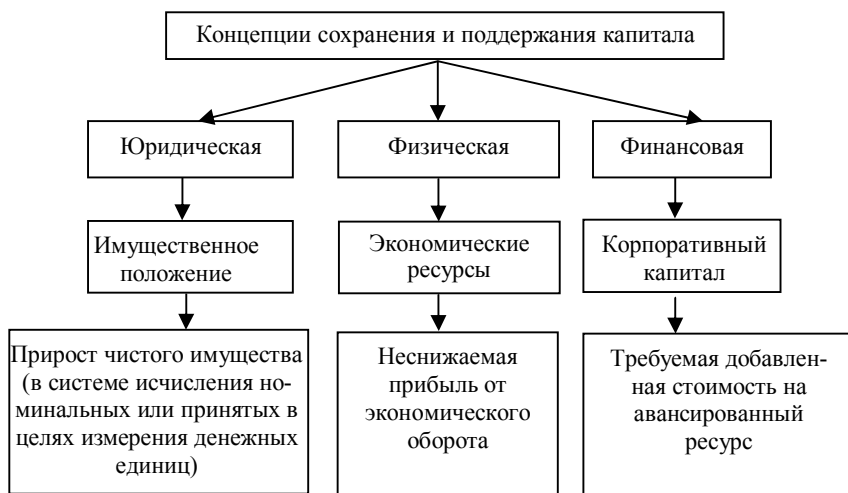 Концепции сохранения и поддержания капитала
Юридическая
Физическая
Финансовая
Имущественное
положение
Экономические
ресурсы
Корпоративный
капитал
Прирост чистого имущества
(в системе исчисления но-
минальных или принятых в
целях измерения денежных
единиц)
Неснижаемая
прибыль от
экономического
оборота
Требуемая добавлен-
ная стоимость на
авансированный
ресурс